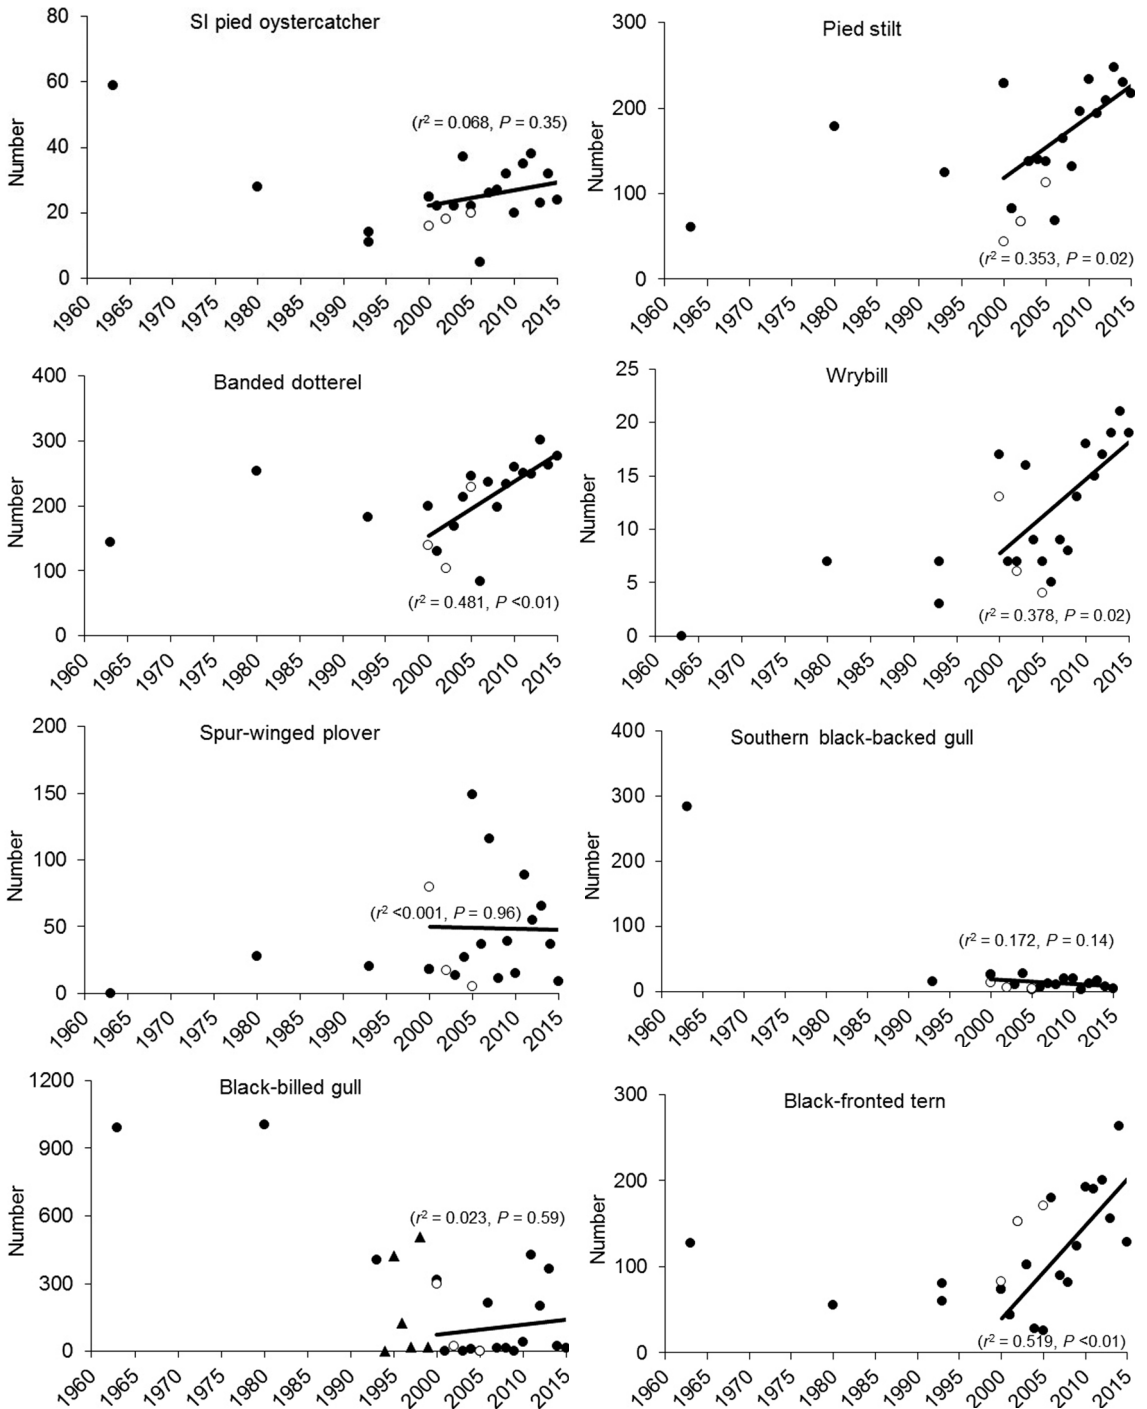 SI pied oystercatcher
80
60
40
20
0
Number
(r2 = 0.068, P = 0.35)
1960 1965 1970 1975 1980 1985 1990 1995 2000 2005 2010 2015
Pied stilt
300
200
100
0
Number
(r2 = 0.353, P = 0.02)
1960 1965 1970 1975 1980 1985 1990 1995 2000 2005 2010 2015
Banded dotterel
400
300
200
100
0
Number
(r2 = 0.481, P <0.01)
1960 1965 1970 1975 1980 1985 1990 1995 2000 2005 2010 2015
Wrybill
25
20
15
10
5
0
Number
(r2 = 0.378, P = 0.02)
1960 1965 1970 1975 1980 1985 1990 1995 2000 2005 2010 2015
Spur-winged plover
200
150
100
50
0
Number
(r2 <0.001, P = 0.96)
1960 1965 1970 1975 1980 1985 1990 1995 2000 2005 2010 2015
Southern black-backed gull
400
300
200
100
0
Number
(r2 = 0.172, P = 0.14)
1960 1965 1970 1975 1980 1985 1990 1995 2000 2005 2010 2015
Black-billed gull
1200
900
600
300
0
Number
(r2 = 0.023, P = 0.59)
1960 1965 1970 1975 1980 1985 1990 1995 2000 2005 2010 2015
Black-fronted tern
300
200
100
0
Number
(r2 = 0.519, P <0.01)
1960 1965 1970 1975 1980 1985 1990 1995 2000 2005 2010 2015